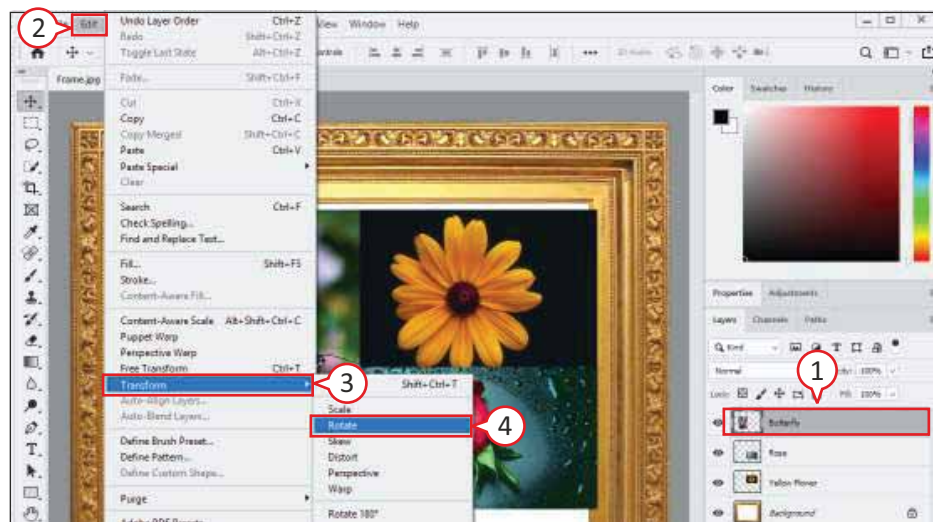 2
Edit
View Window Help
Frame.jpg
Undo Layer Order Ctrl+Z
Redo Shift+Ctrl+Z
Toggle Last State Alt+Ctrl+Z
Fade... Shift+Ctrl+F
Cut Ctrl+X
Copy Ctrl+C
Copy Merged Shift+Ctrl+C
Paste Ctrl+V
Paste Special
Clear
Search Ctrl+F
Check Spelling...
Find and Replace Text...
Fill... Shift+F5
Stroke...
Content-Aware Fill...
Content-Aware Scale Alt+Shift+Ctrl+C
Puppet Warp
Perspective Warp
Free Transform Ctrl+T
Transform
Auto-Align Layers...
Auto-Blend Layers...
Define Brush Preset...
Define Pattern...
Define Custom Shape...
Purge
3
Shift+Ctrl+T
Scale
Rotate
4
Skew
Distort
Perspective
Warp
Rotate 180°
Color Swatches History
Properties Adjustments
Layers Channels Paths
Kind
Normal 100%
1
Lock: Fill: 100%
Butterfly
Rose
Yellow Flower
Background